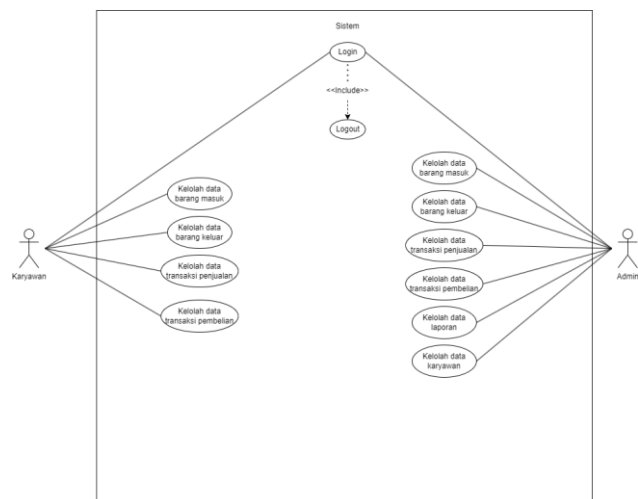 Sistem
Login
<<Include>>
Logout
Kelolah data
barang masuk
Kelolah data
barang keluar
Kelolah data
transaksi penjualan
Kelolah data
transaksi pembelian
Karyawan
Kelolah data
barang masuk
Kelolah data
barang keluar
Kelolah data
transaksi penjualan
Kelolah data
transaksi pembelian
Kelolah data
laporan
Kelolah data
karyawan
Admin